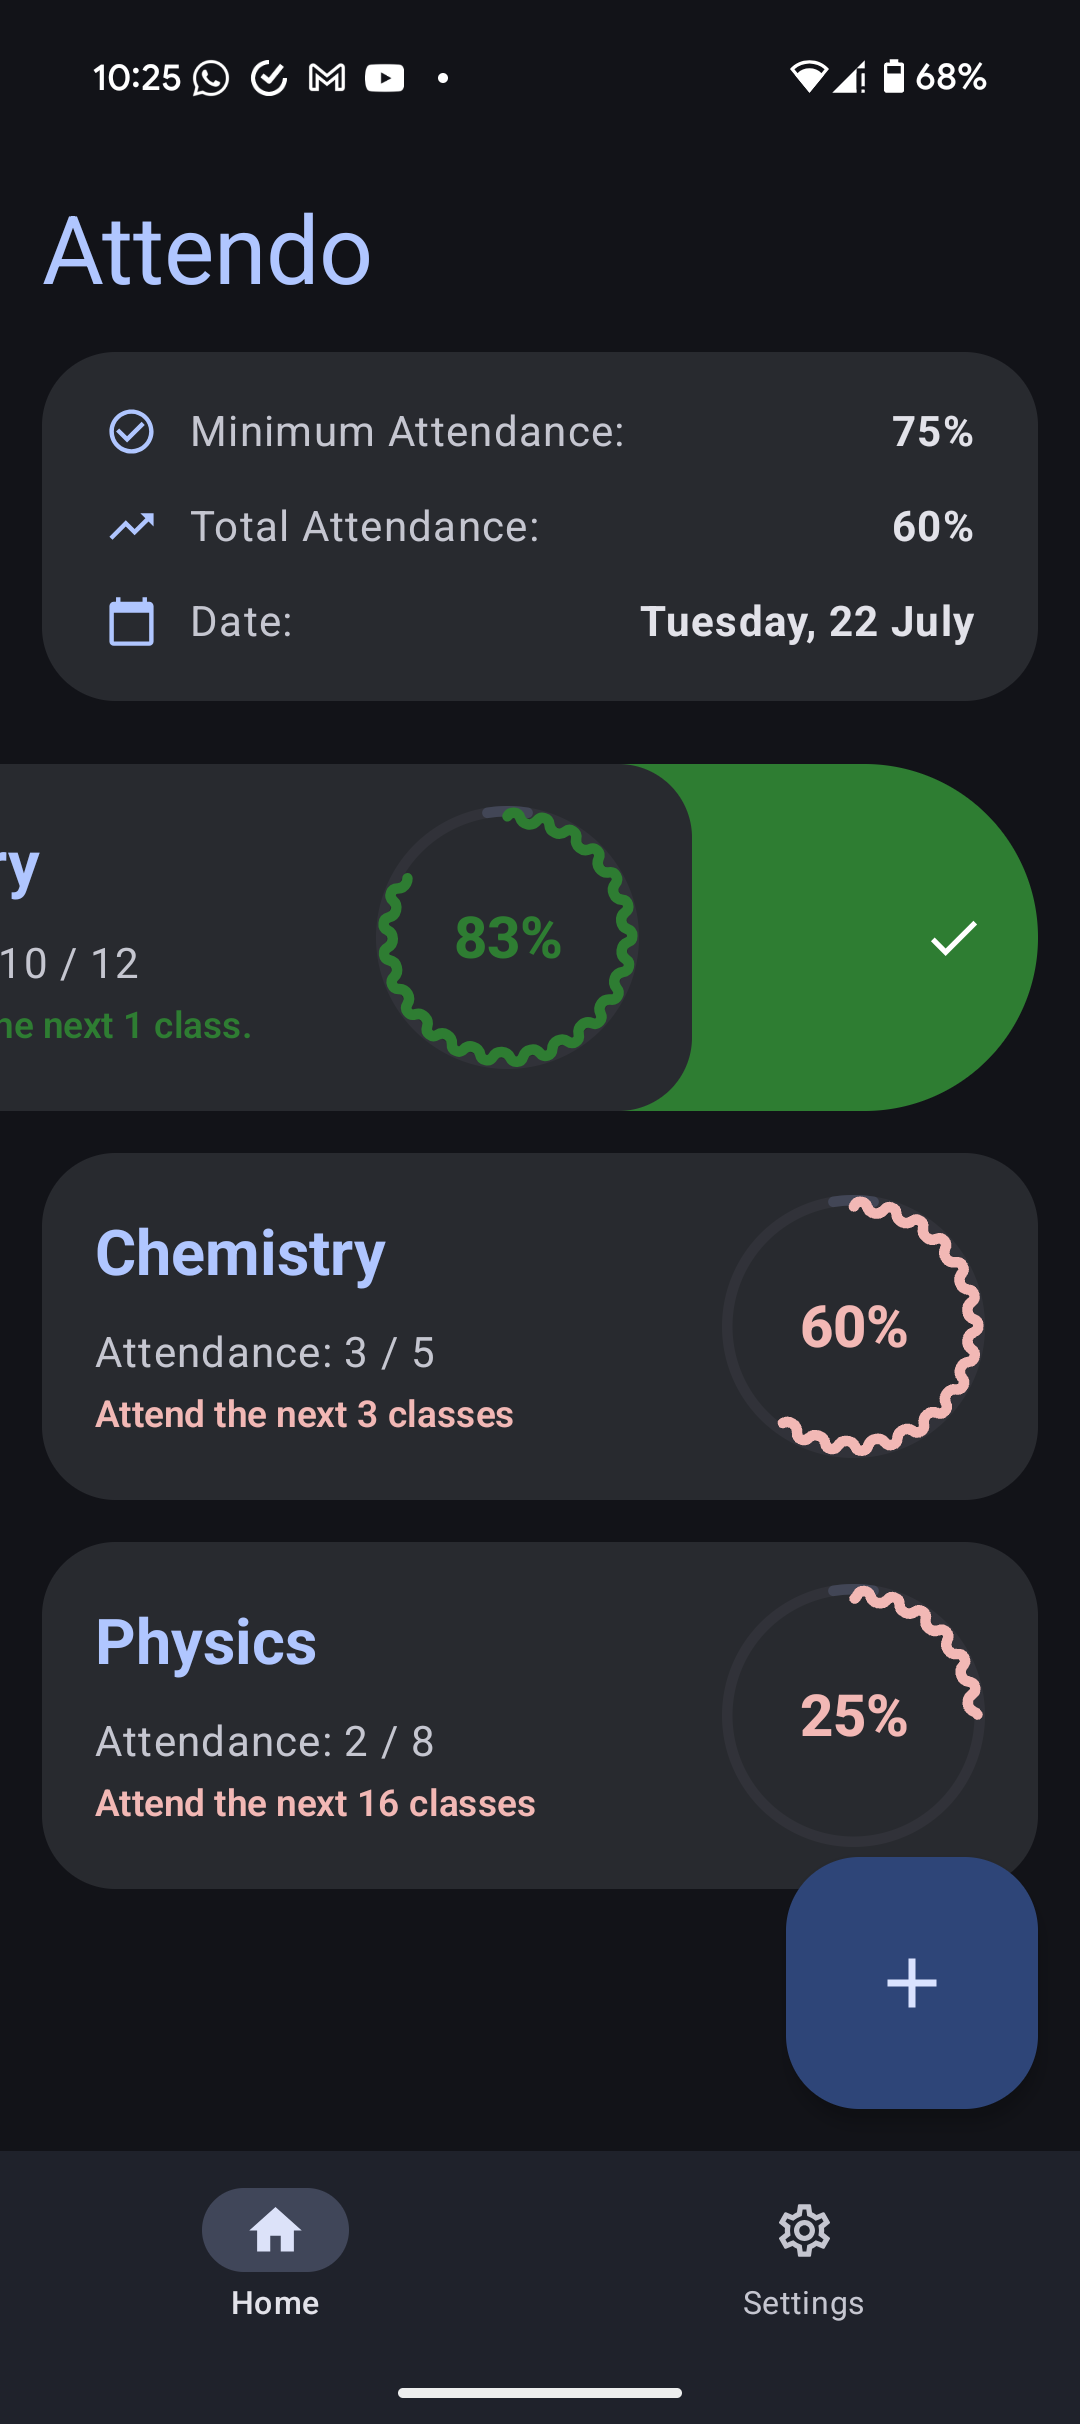 10:25 68%
Attendo
Minimum Attendance: 75%
Total Attendance: 60%
Date: Tuesday, 22 July
ry
10 / 12
he next 1 class.
83%
Chemistry
Attendance: 3 / 5
Attend the next 3 classes
60%
Physics
Attendance: 2 / 8
Attend the next 16 classes
25%
Home
Settings